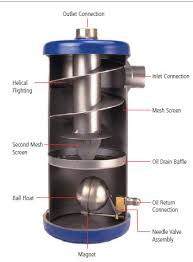 Outlet Connection
Helical
Flighting
Inlet Connection
Mesh Screen
Second Mesh
Screen
Oil Drain Baffle
Ball Float
Oil Return
Connection
Needle Valve
Assembly
Magnet